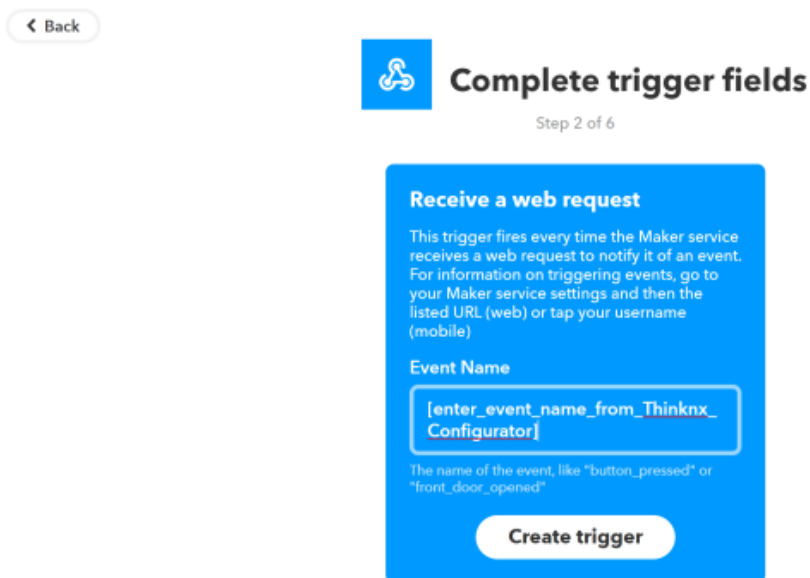 Back
Complete trigger fields
Step 2 of 6
Receive a web request
This trigger fires every time the Maker service
receives a web request to notify it of an event.
For information on triggering events, go to
your Maker service settings and then the
listed URL (web) or tap your username
(mobile)
Event Name
[enter_event_name_from_Thinknx_
Configurator]
The name of the event, like "button_pressed" or
"front_door_opened"
Create trigger